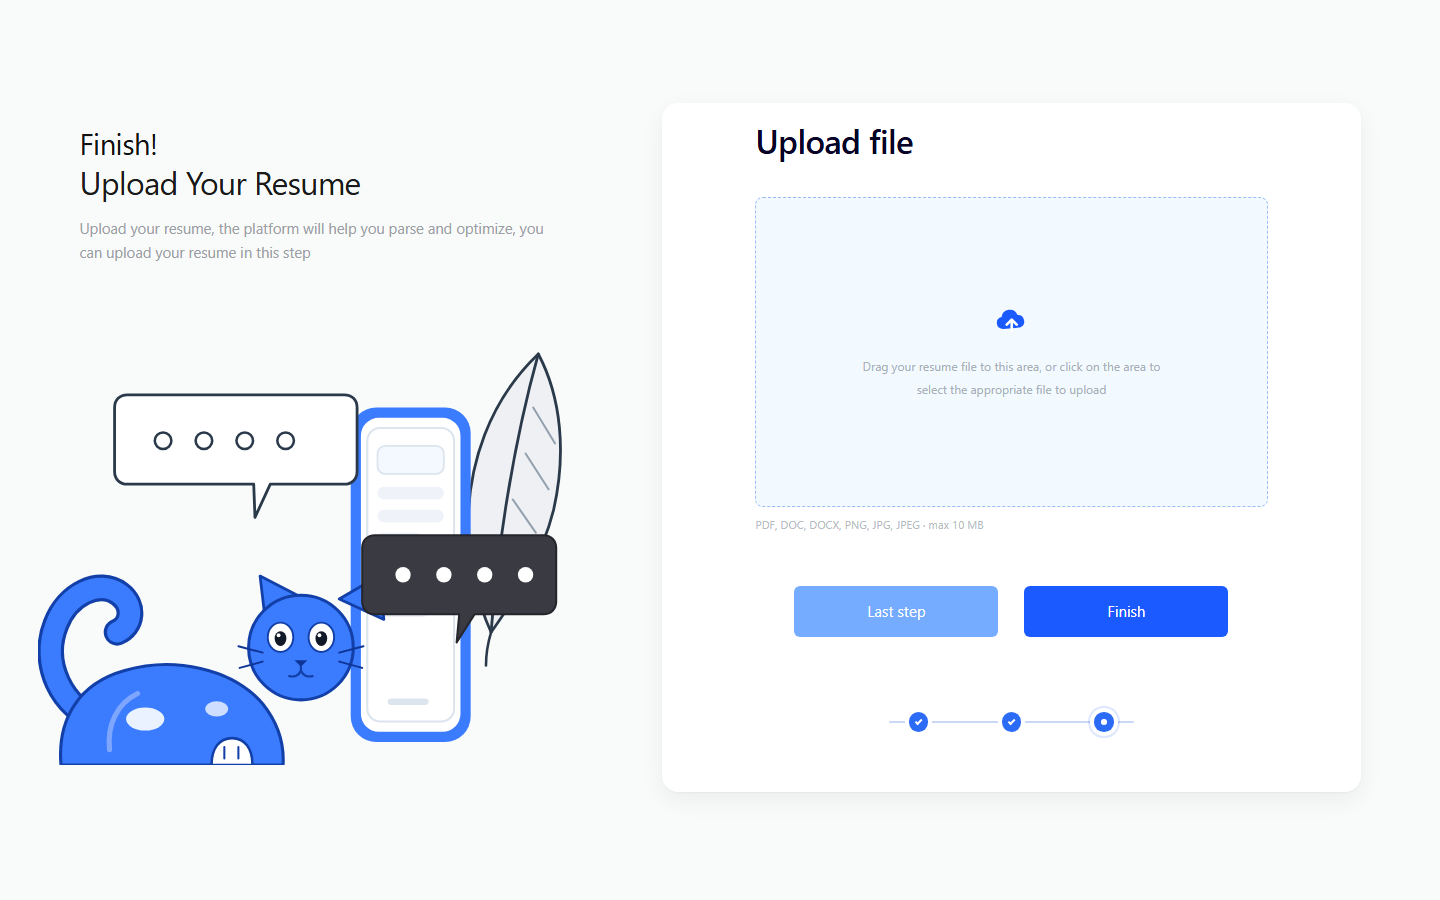 Finish!
Upload Your Resume
Upload your resume, the platform will help you parse and optimize, you
can upload your resume in this step
Upload file
Drag your resume file to this area, or click on the area to
select the appropriate file to upload
PDF, DOC, DOCX, PNG, JPG, JPEG · max 10 MB
Last step
Finish